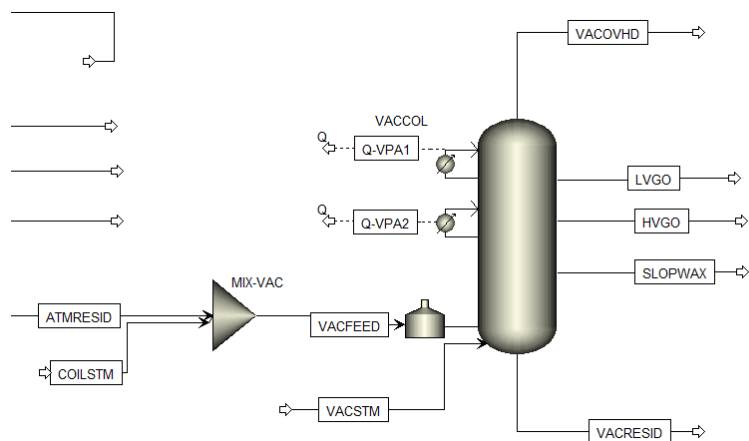 VACOVHD
VACCOL
Q
Q-VPA1
LVGO
Q
Q-VPA2
HVGO
SLOPWAX
MIX-VAC
ATMRESID
VACFEED
COILSTM
VACSTM
VACRESID